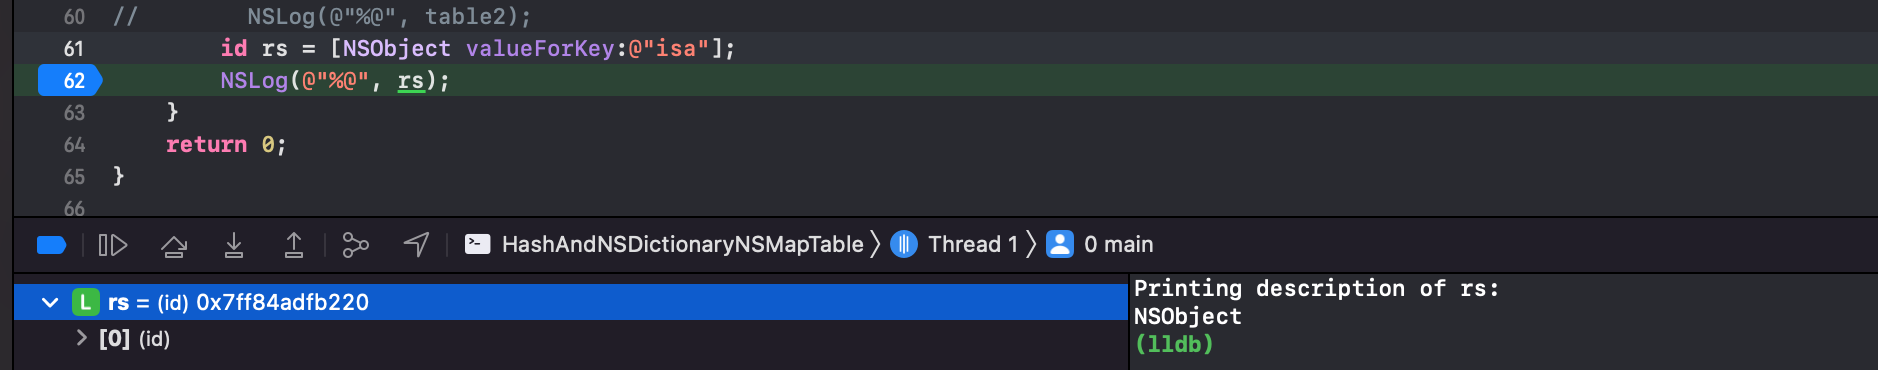 60 // NSLog(@"%@", table2);
61 id rs = [NSObject valueForKey:@"isa"];
62 NSLog(@"%@", rs);
63 }
64 return 0;
65 }
66
HashAndNSDictionaryNSMapTable 〉 Thread 1 〉 0 main
L rs = (id) 0x7ff84adfb220
[0] (id)
Printing description of rs:
NSObject
(lldb)